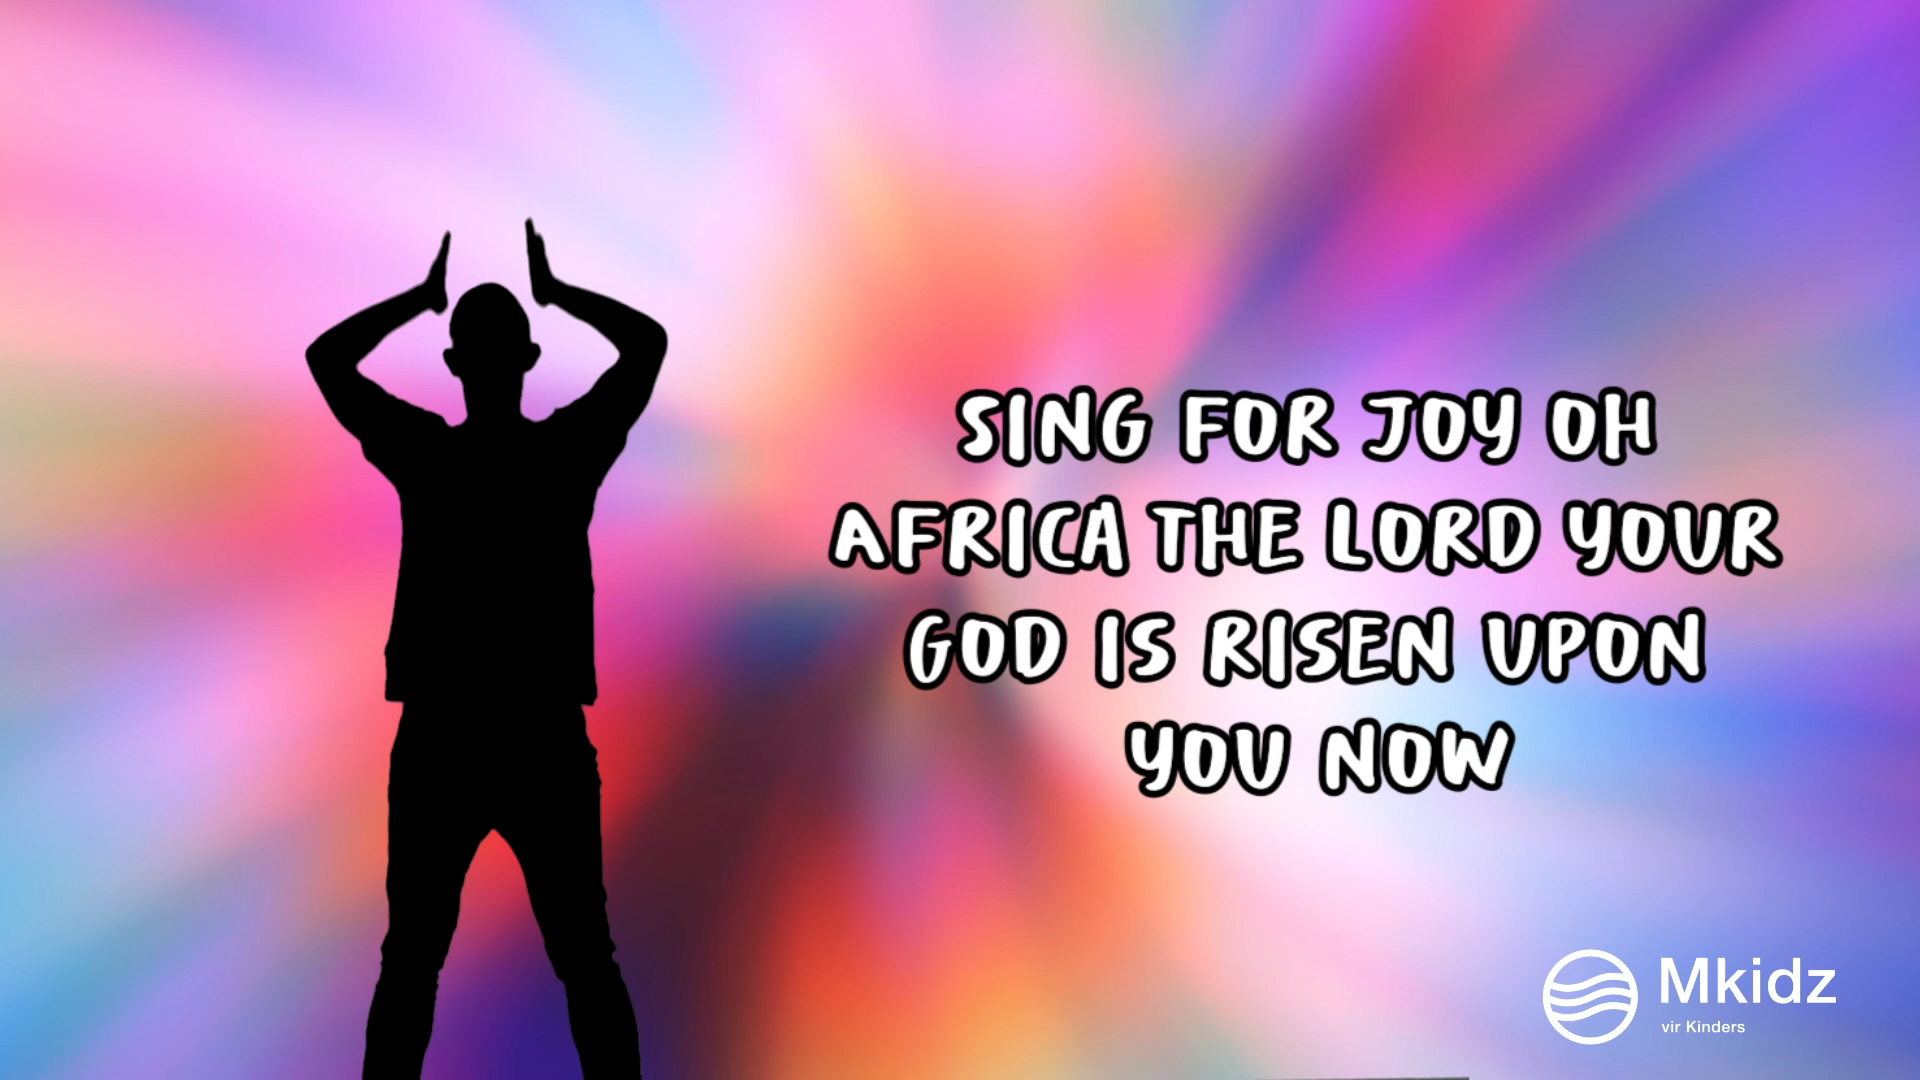 SING FOR JOY OH
AFRICA THE LORD YOUR
GOD IS RISEN UPON
YOU NOW
Mkidz
vir Kinders